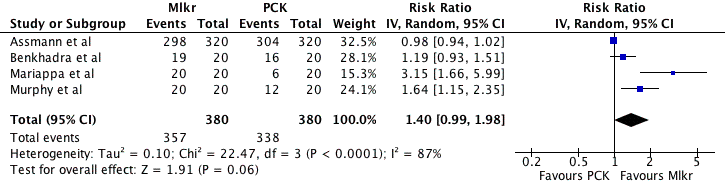 Mlkr PCK Risk Ratio Risk Ratio
Study or Subgroup Events Total Events Total Weight IV, Random, 95% CI IV, Random, 95% CI
Assmann et al 298 320 304 320 32.5% 0.98 [0.94, 1.02]
Benkhadra et al 19 20 16 20 28.1% 1.19 [0.93, 1.51]
Mariappa et al 20 20 6 20 15.3% 3.15 [1.66, 5.99]
Murphy et al 20 20 12 20 24.1% 1.64 [1.15, 2.35]
Total (95% CI) 380 380 100.0% 1.40 [0.99, 1.98]
Total events 357 338
Heterogeneity: Tau² = 0.10; Chi² = 22.47, df = 3 (P < 0.0001); I² = 87%
Test for overall effect: Z = 1.91 (P = 0.06)
0.2 0.5 1 2 5
Favours PCK Favours Mlkr